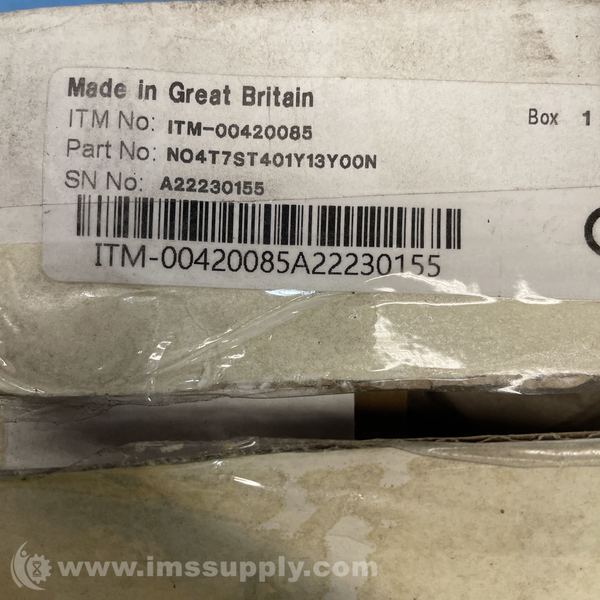 Made in Great Britain
ITM No: ITM-00420085
Box 1
Part No: NO4T7ST401Y13Y00N
SN No: A22230155
ITM-00420085A22230155
www.imssupply.com